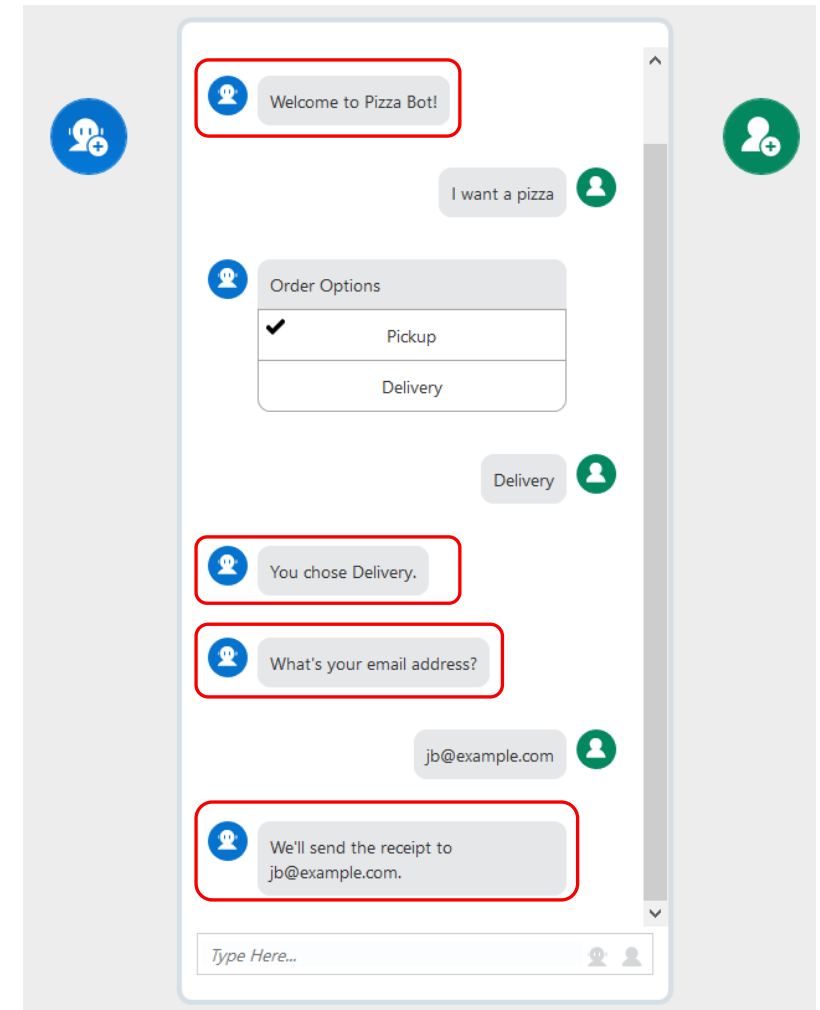 Welcome to Pizza Bot!
I want a pizza
Order Options
Pickup
Delivery
Delivery
You chose Delivery.
What's your email address?
jb@example.com
We'll send the receipt to
jb@example.com.
Type Here...